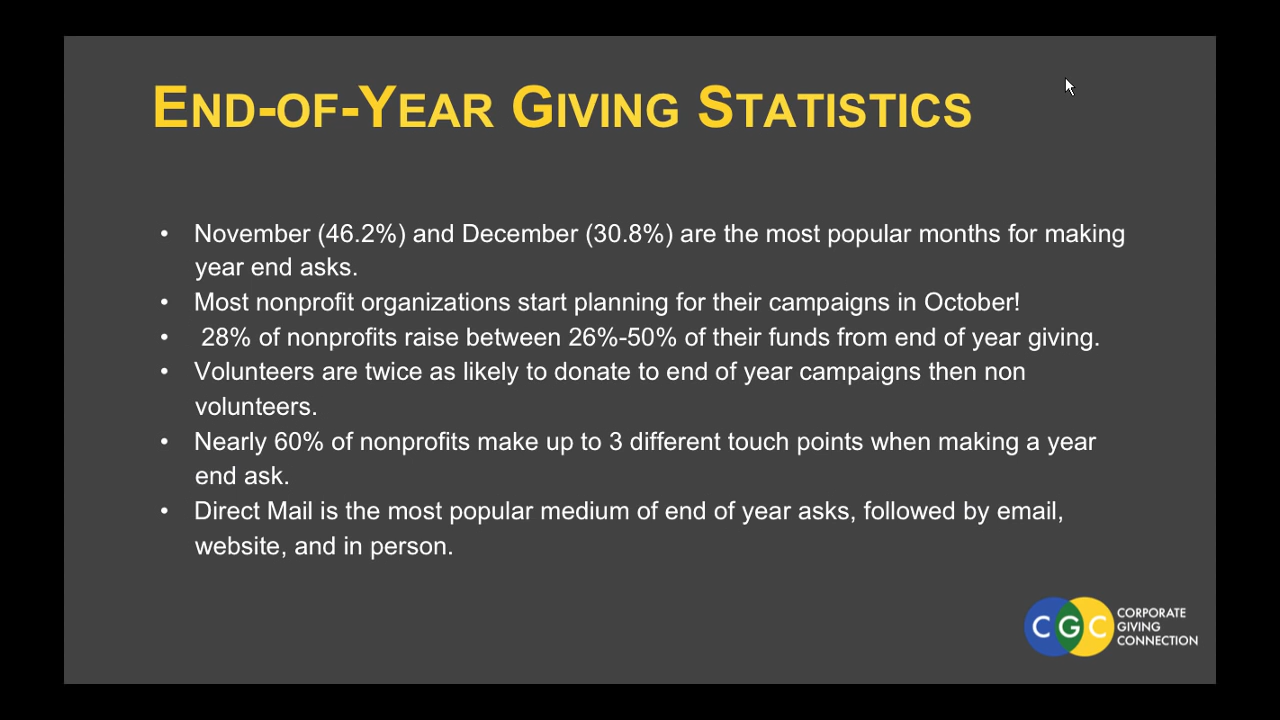 END-OF-YEAR GIVING STATISTICS
• November (46.2%) and December (30.8%) are the most popular months for making
year end asks.
• Most nonprofit organizations start planning for their campaigns in October!
• 28% of nonprofits raise between 26%-50% of their funds from end of year giving.
• Volunteers are twice as likely to donate to end of year campaigns then non
volunteers.
• Nearly 60% of nonprofits make up to 3 different touch points when making a year
end ask.
• Direct Mail is the most popular medium of end of year asks, followed by email,
website, and in person.
CGC
CORPORATE
GIVING
CONNECTION